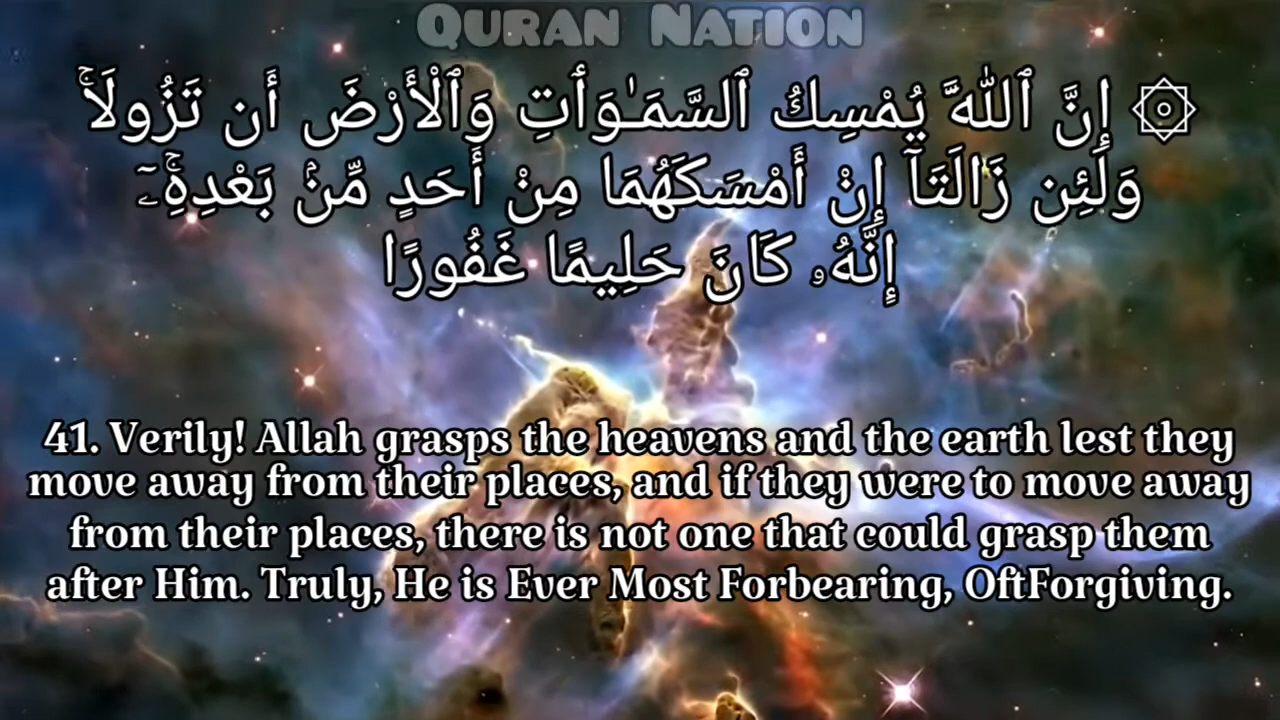 QURAN NATION
۞ إِنَّ ٱللَّهَ يُمْسِكُ ٱلسَّمَـٰوَٲتِ وَٱلْأَرْضَ أَن تَزُولَاۚ
وَلَئِن زَالَتَآ إِنْ أَمْسَكَهُمَا مِنْ أَحَدٍ مِّنۢ بَعْدِهِۦٓۚ
إِنَّهُۥ كَانَ حَلِيمًا غَفُورًا
41. Verily! Allah grasps the heavens and the earth lest they
move away from their places, and if they were to move away
from their places, there is not one that could grasp them
after Him. Truly, He is Ever Most Forbearing, OftForgiving.